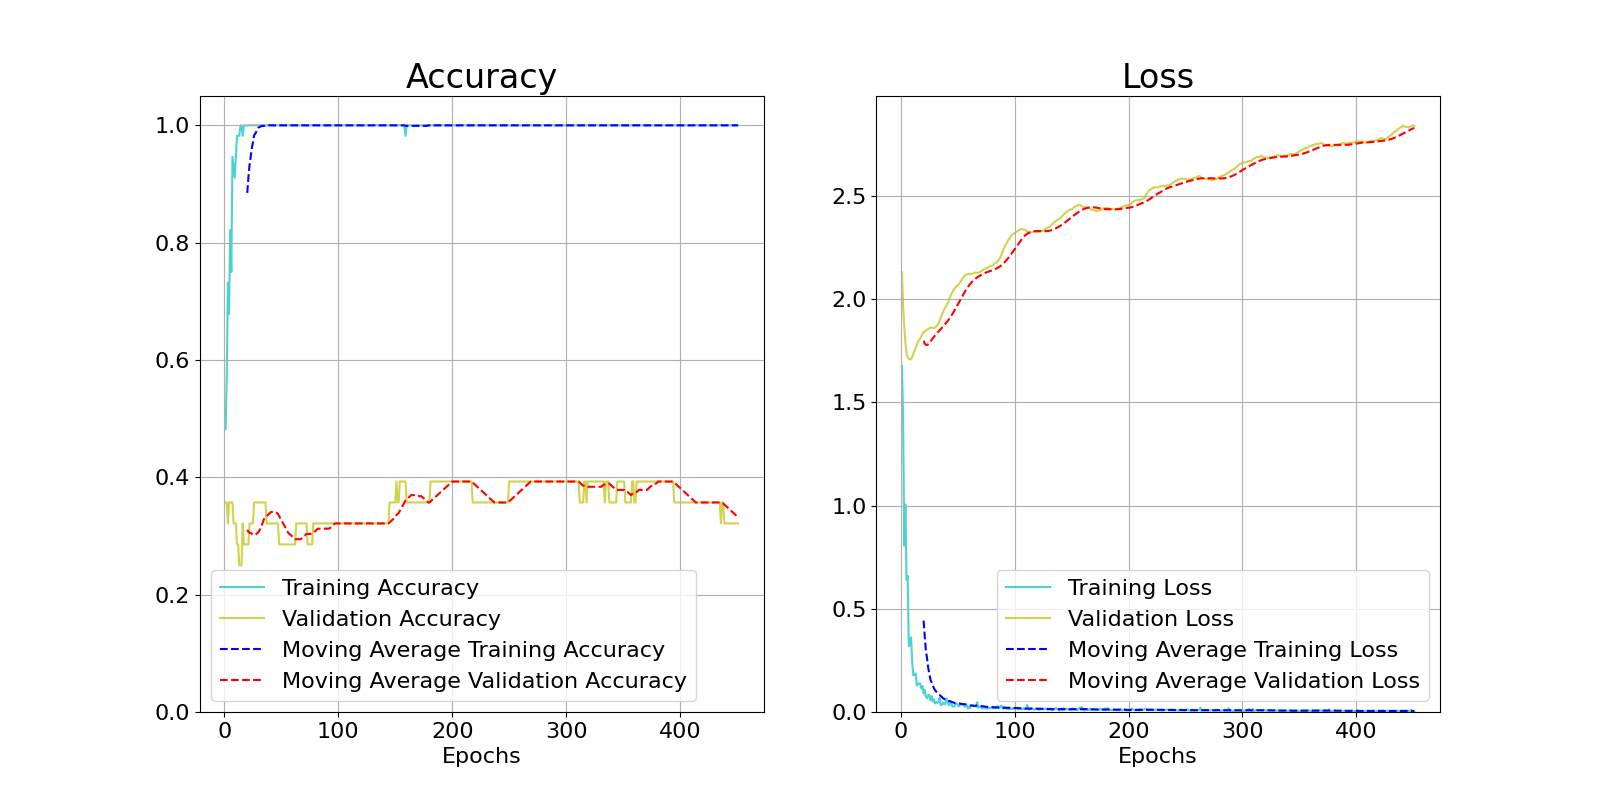 Accuracy
1.0
0.8
0.6
0.4
0.2
0.0
0
100
200
300
400
Epochs
Training Accuracy
Validation Accuracy
Moving Average Training Accuracy
Moving Average Validation Accuracy
Loss
2.5
2.0
1.5
1.0
0.5
0.0
0
100
200
300
400
Epochs
Training Loss
Validation Loss
Moving Average Training Loss
Moving Average Validation Loss